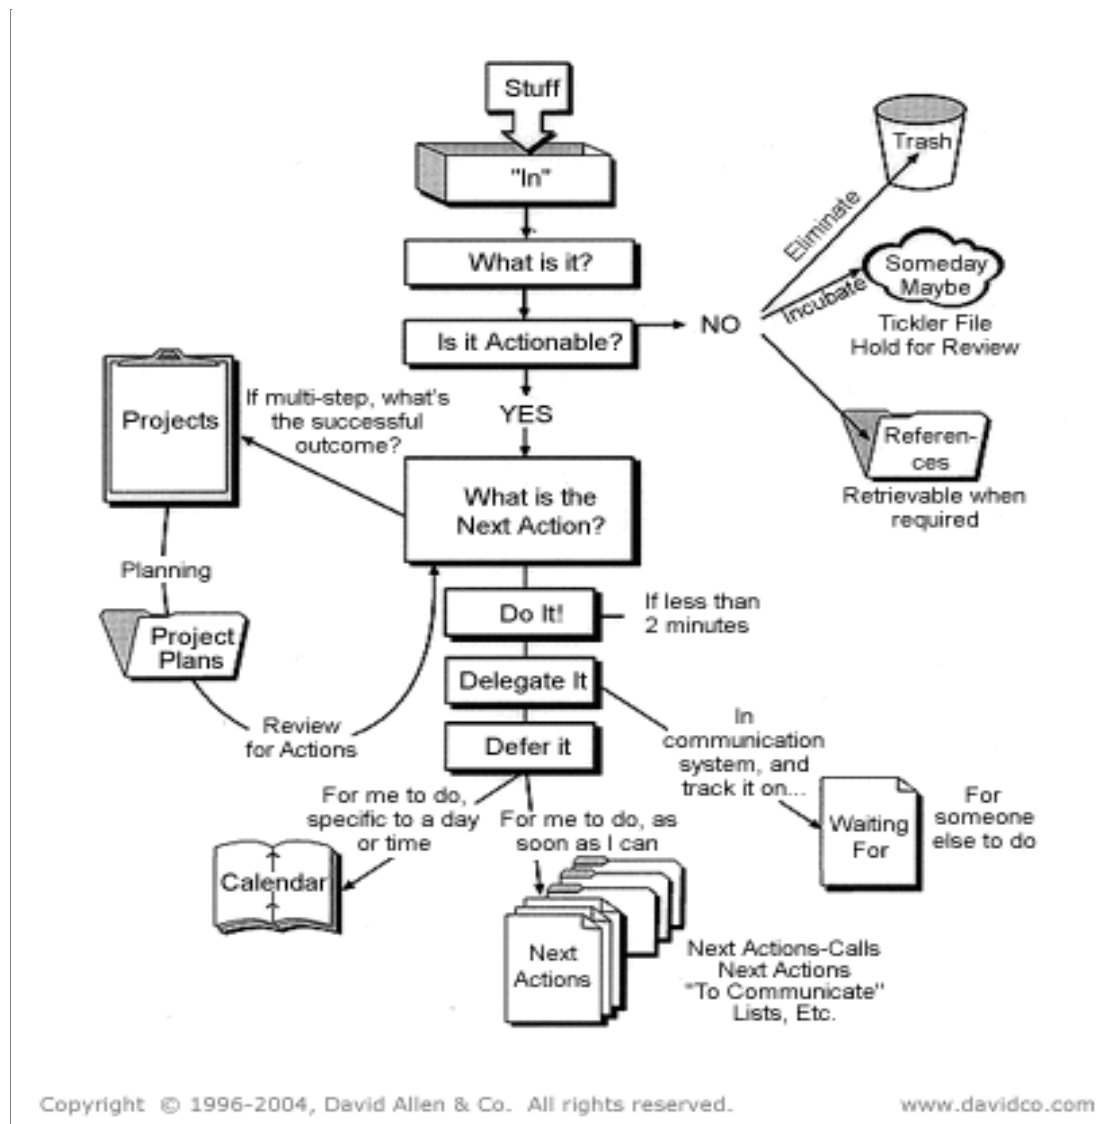 Stuff
"In"
What is it?
Is it Actionable?
NO
Eliminate
Trash
Incubate
Someday
Maybe
Tickler File
Hold for Review
Referen-
ces
Retrievable when
required
YES
What is the
Next Action?
If multi-step, what's
the successful
outcome?
Projects
Planning
Project
Plans
Review
for Actions
Do It!
If less than
2 minutes
Delegate It
In
communication
system, and
track it on...
Waiting
For
For
someone
else to do
Defer it
For me to do,
specific to a day
or time
Calendar
For me to do, as
soon as I can
Next
Actions
Next Actions-Calls
Next Actions
"To Communicate"
Lists, Etc.
Copyright © 1996-2004, David Allen & Co. All rights reserved.
www.davidco.com